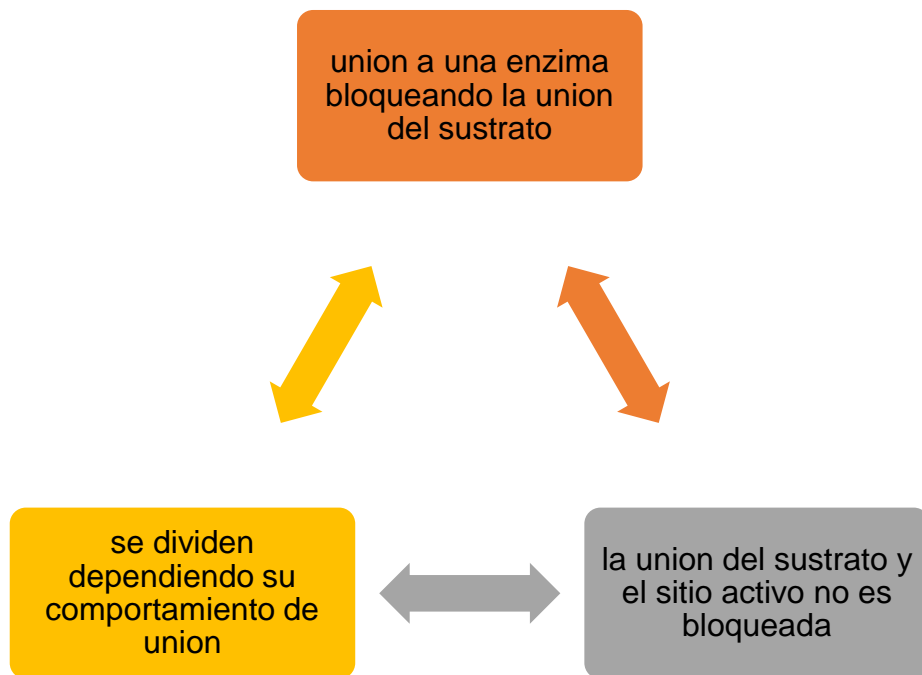 union a una enzima
bloqueando la union
del sustrato
se dividen
dependiendo su
comportamiento de
union
la union del sustrato y
el sitio activo no es
bloqueada